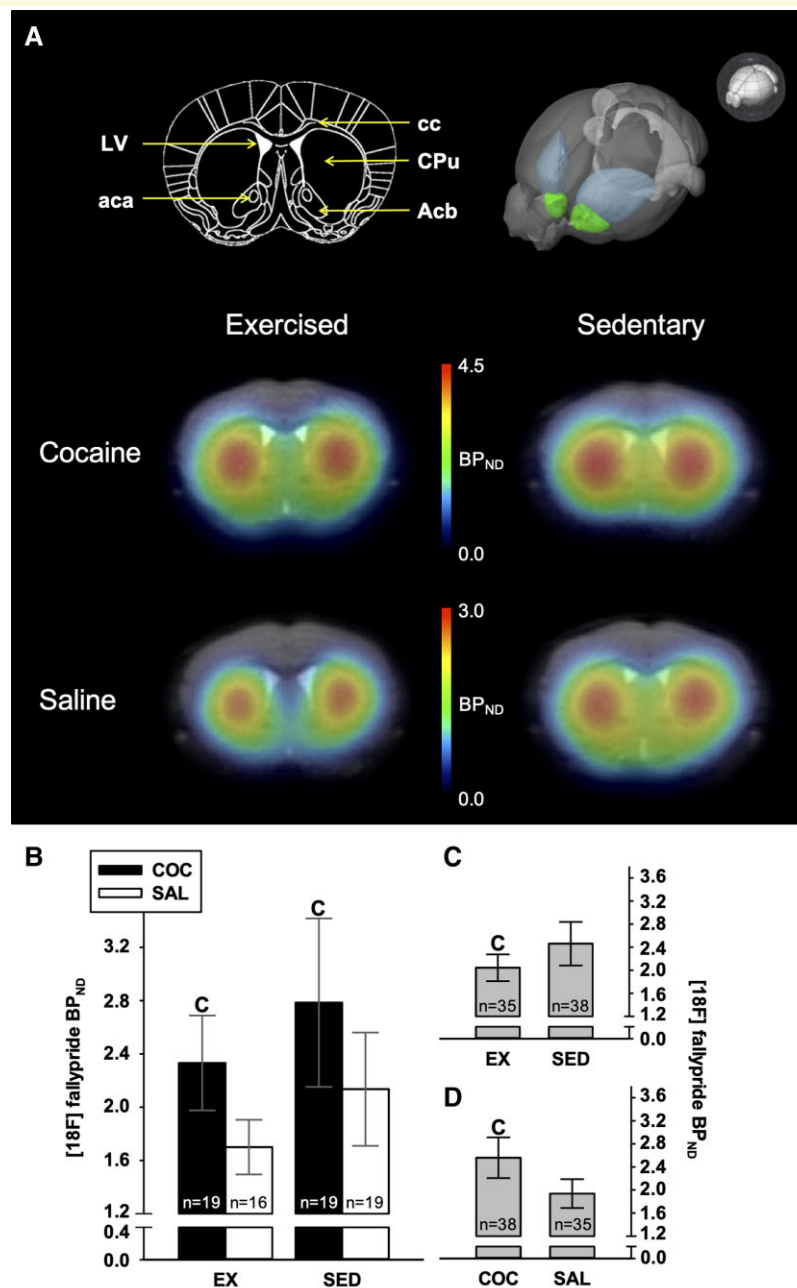 A
LV
aca
cc
CPu
Acb
Exercised
Sedentary
Cocaine
4.5
BPND
0.0
Saline
3.0
BPND
0.0
B
COC
SAL
[18F] fallypride BPND
3.2
2.8
2.4
2.0
1.6
1.2
0.4
0.0
C
C
n=19
n=16
n=19
n=19
EX
SED
C
C
n=35
n=38
EX
SED
3.6
3.2
2.8
2.4
2.0
1.6
1.2
0.0
[18F] fallypride BPND
D
C
n=38
n=35
COC
SAL
3.6
3.2
2.8
2.4
2.0
1.6
1.2
0.0